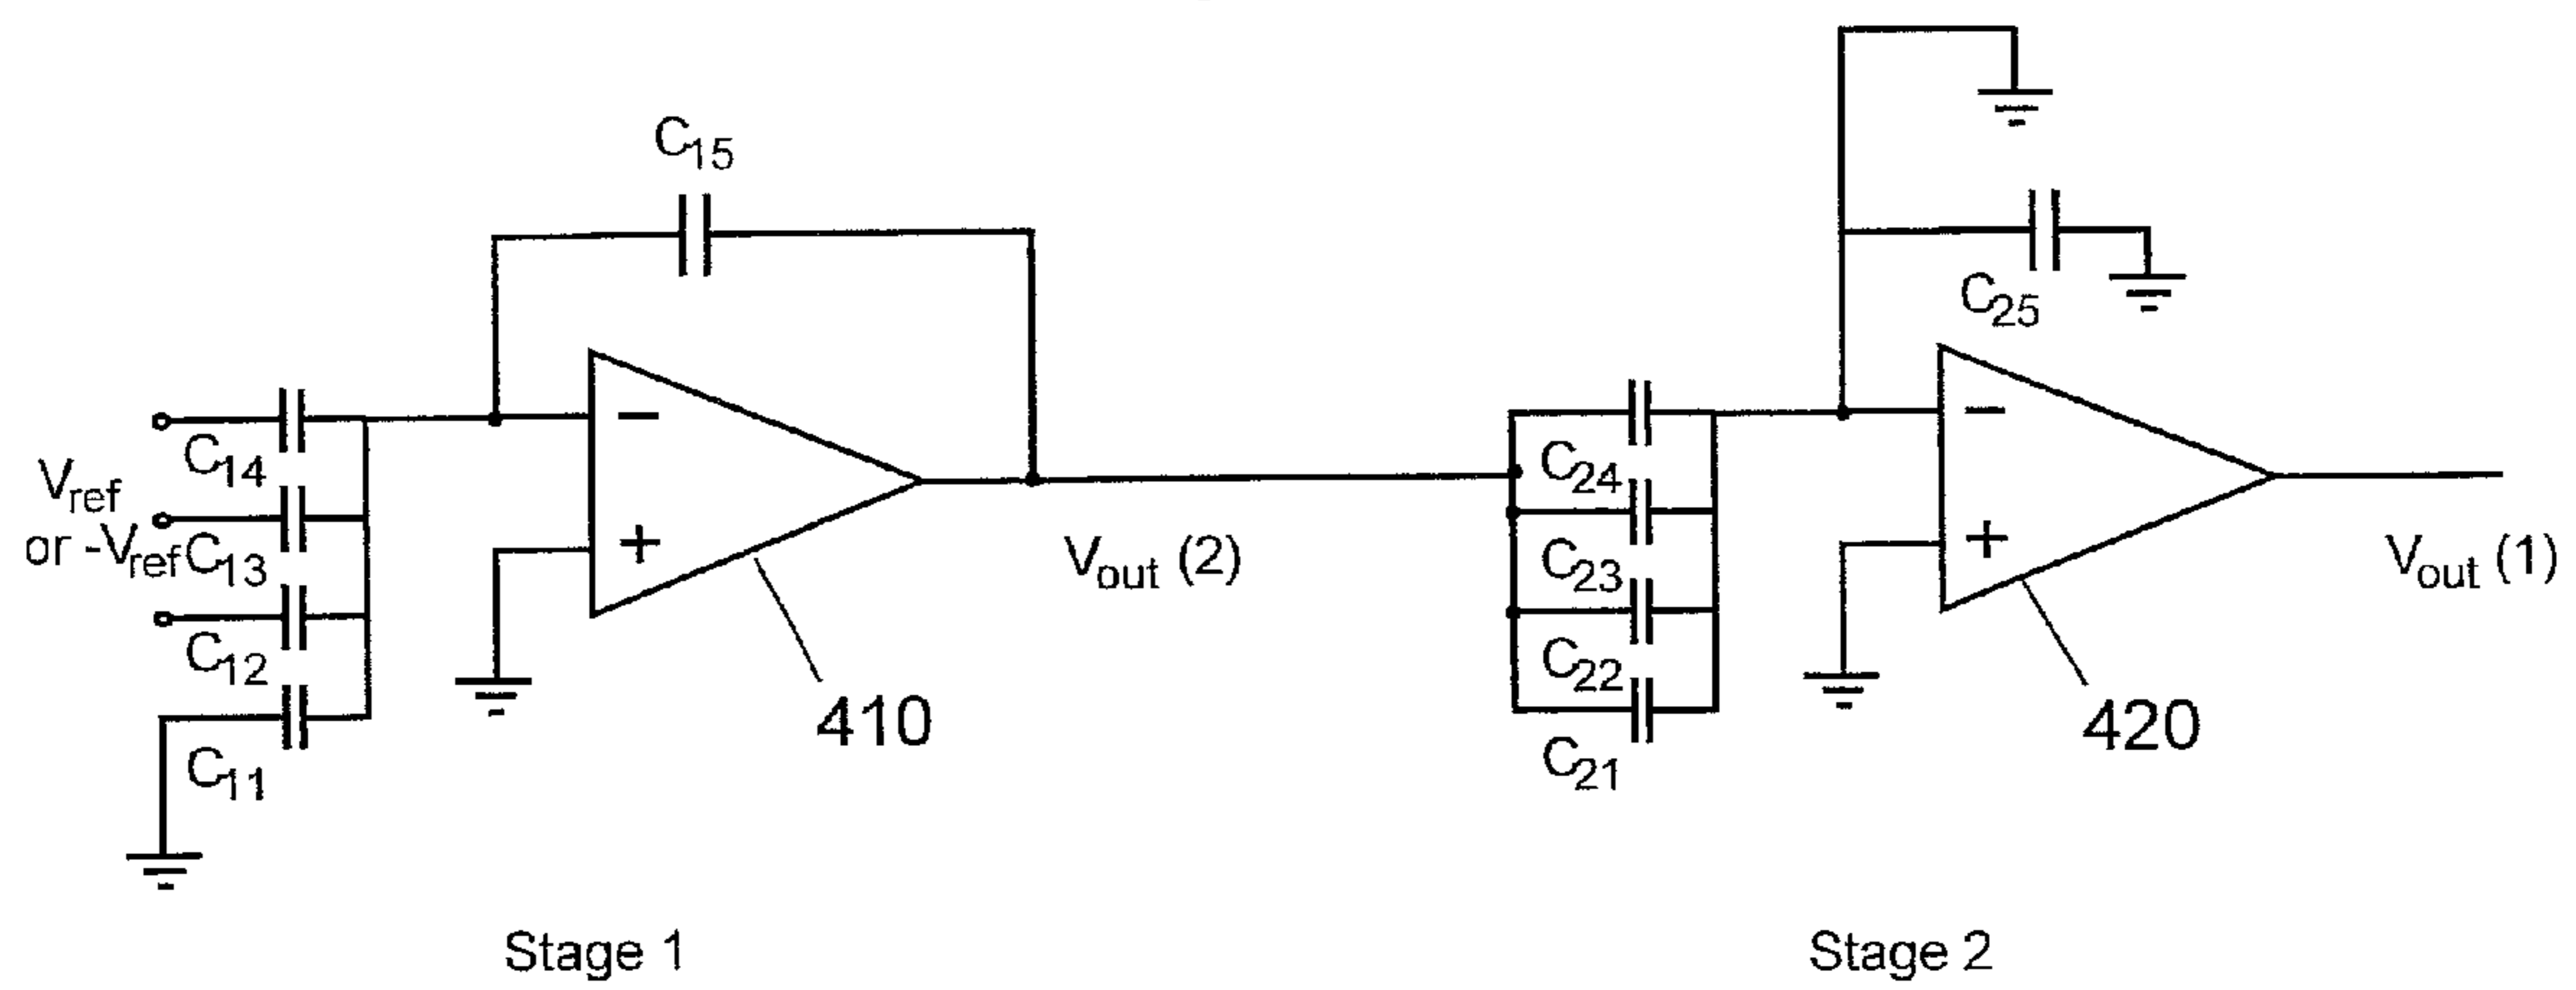 C15
C14
Vref
or -Vref
C13
C12
C11
Vout (2)
410
Stage 1
C25
C24
C23
C22
C21
420
Vout (1)
Stage 2